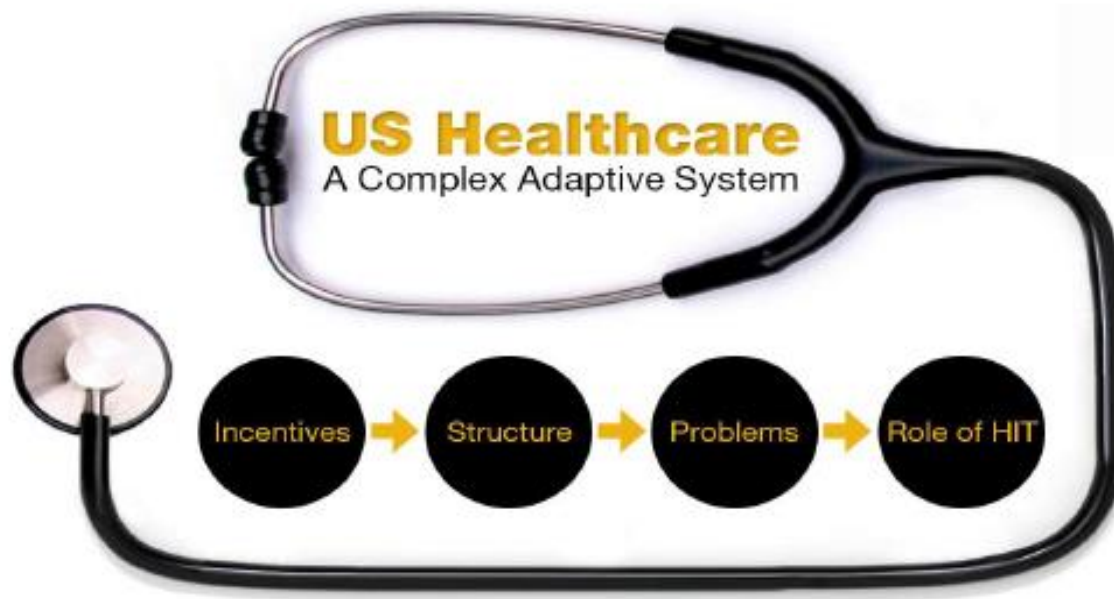 US Healthcare
A Complex Adaptive System
Incentives
Structure
Problems
Role of HIT